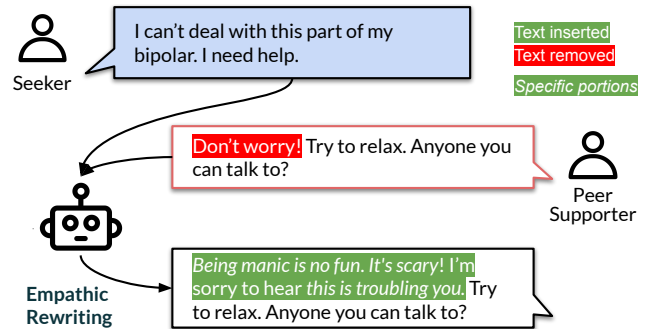 I can't deal with this part of my
bipolar. I need help.
Seeker
Text inserted
Text removed
Specific portions
Don't worry! Try to relax. Anyone you
can talk to?
Peer
Supporter
Being manic is no fun. It's scary! I'm
sorry to hear this is troubling you. Try
to relax. Anyone you can talk to?
Empathic
Rewriting